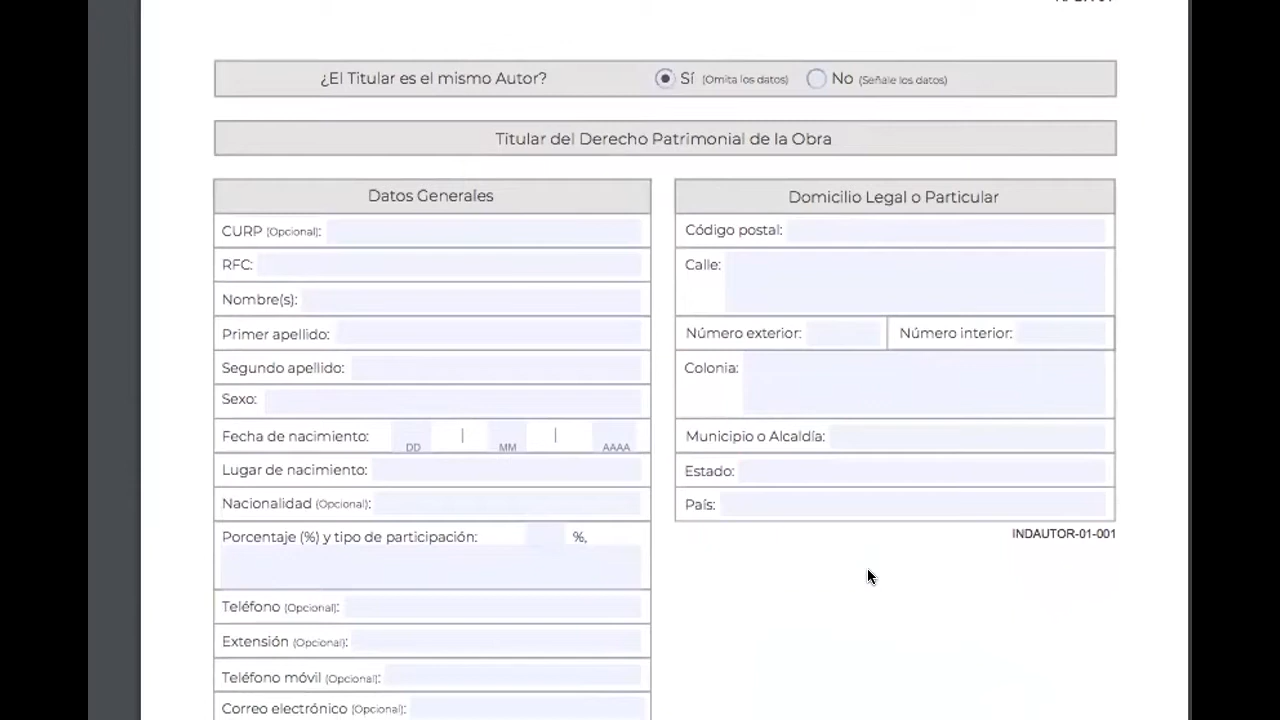 ¿El Titular es el mismo Autor? Sí (Omita los datos) No (Señale los datos)
Titular del Derecho Patrimonial de la Obra
Datos Generales
CURP (Opcional):
RFC:
Nombre(s):
Primer apellido:
Segundo apellido:
Sexo:
Fecha de nacimiento: | |
DD MM AAAA
Lugar de nacimiento:
Nacionalidad (Opcional):
Porcentaje (%) y tipo de participación: %,
Teléfono (Opcional):
Extensión (Opcional):
Teléfono móvil (Opcional):
Correo electrónico (Opcional):
Domicilio Legal o Particular
Código postal:
Calle:
Número exterior: Número interior:
Colonia:
Municipio o Alcaldía:
Estado:
País:
INDAUTOR-01-001